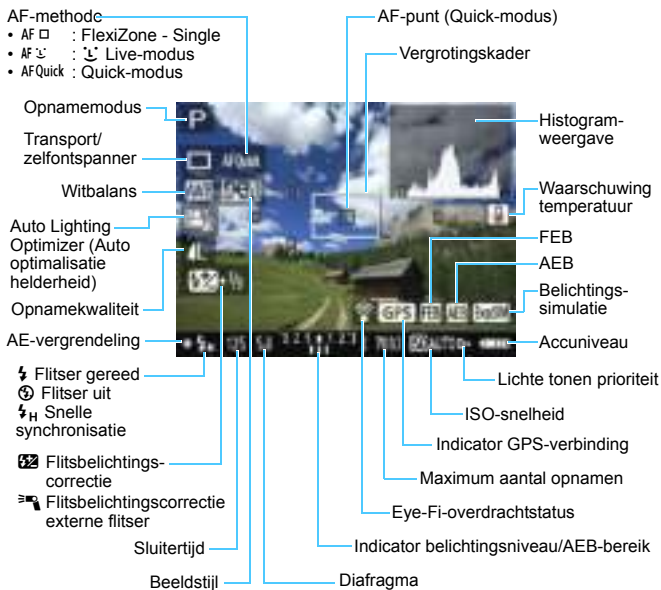 AF-methode
• AF □ : FlexiZone - Single
• AF : Live-modus
• AFQuick : Quick-modus
AF-punt (Quick-modus)
Vergrotingskader
Opnamemodus
Transport/
zelfontspanner
Witbalans
Auto Lighting
Optimizer (Auto
optimalisatie
helderheid)
Opnamekwaliteit
AE-vergrendeling
Flitser gereed
Flitser uit
H Snelle
synchronisatie
Flitsbelichtings-
correctie
Flitsbelichtingscorrectie
externe flitser
Sluitertijd
Beeldstijl
Histogram-
weergave
Waarschuwing
temperatuur
FEB
AEB
Belichtings-
simulatie
Accuniveau
Lichte tonen prioriteit
ISO-snelheid
Indicator GPS-verbinding
Maximum aantal opnamen
Eye-Fi-overdrachtstatus
Indicator belichtingsniveau/AEB-bereik
Diafragma
P
AFQuick
L
GPS FEB AEB
125 5.6